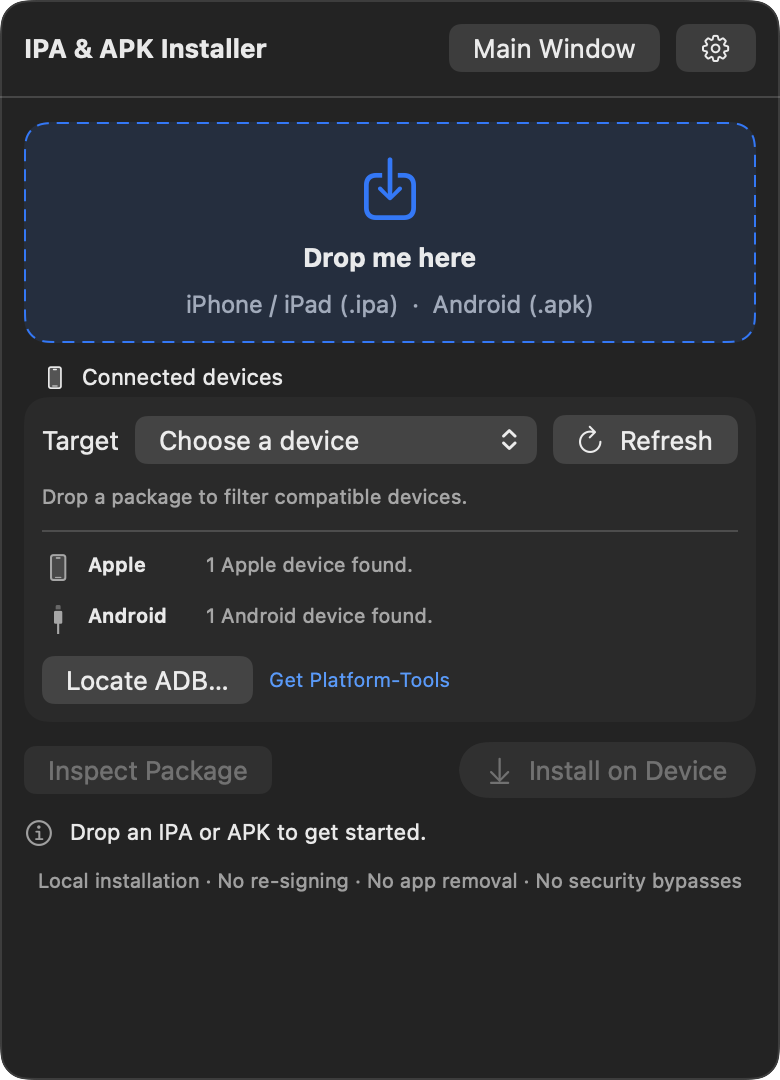 IPA & APK Installer
Main Window
Drop me here
iPhone / iPad (.ipa) · Android (.apk)
Connected devices
Target
Choose a device
Refresh
Drop a package to filter compatible devices.
Apple
1 Apple device found.
Android
1 Android device found.
Locate ADB...
Get Platform-Tools
Inspect Package
Install on Device
Drop an IPA or APK to get started.
Local installation · No re-signing · No app removal · No security bypasses